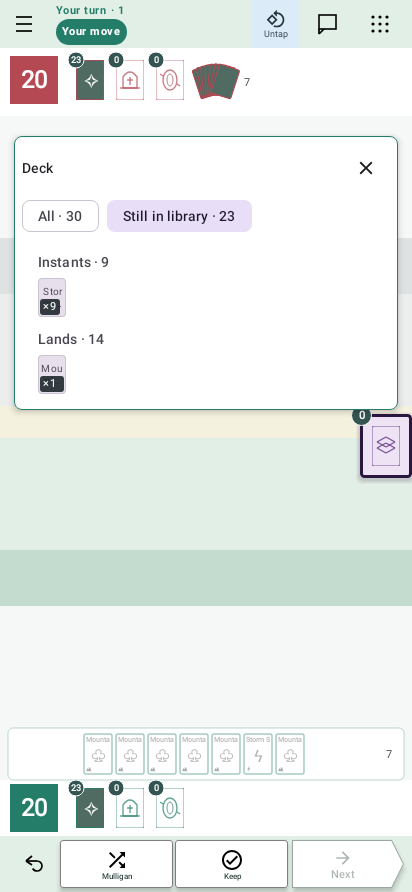 Your turn · 1
Your move
Untap
20
23
0
0
7
Deck
All · 30
Still in library · 23
Instants · 9
Stor
×9
Lands · 14
Mou
×1
0
Mounta
Mounta
Mounta
Mounta
Mounta
Storm S
Mounta
7
20
23
0
0
Mulligan
Keep
Next